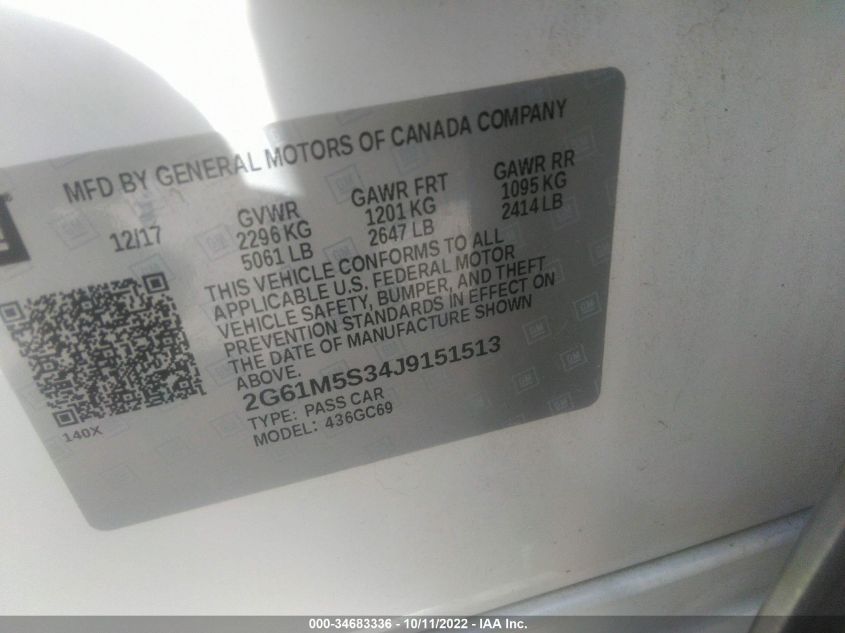 MFD BY GENERAL MOTORS OF CANADA COMPANY
12/17
GVWR
2296 KG
5061 LB
GAWR FRT
1201 KG
2647 LB
GAWR RR
1095 KG
2414 LB
THIS VEHICLE CONFORMS TO ALL
APPLICABLE U.S. FEDERAL MOTOR
VEHICLE SAFETY, BUMPER, AND THEFT
PREVENTION STANDARDS IN EFFECT ON
THE DATE OF MANUFACTURE SHOWN
ABOVE.
2G61M5S34J9151513
TYPE: PASS CAR
MODEL: 436GC69
140X
000-34683336 - 10/11/2022 - IAA Inc.